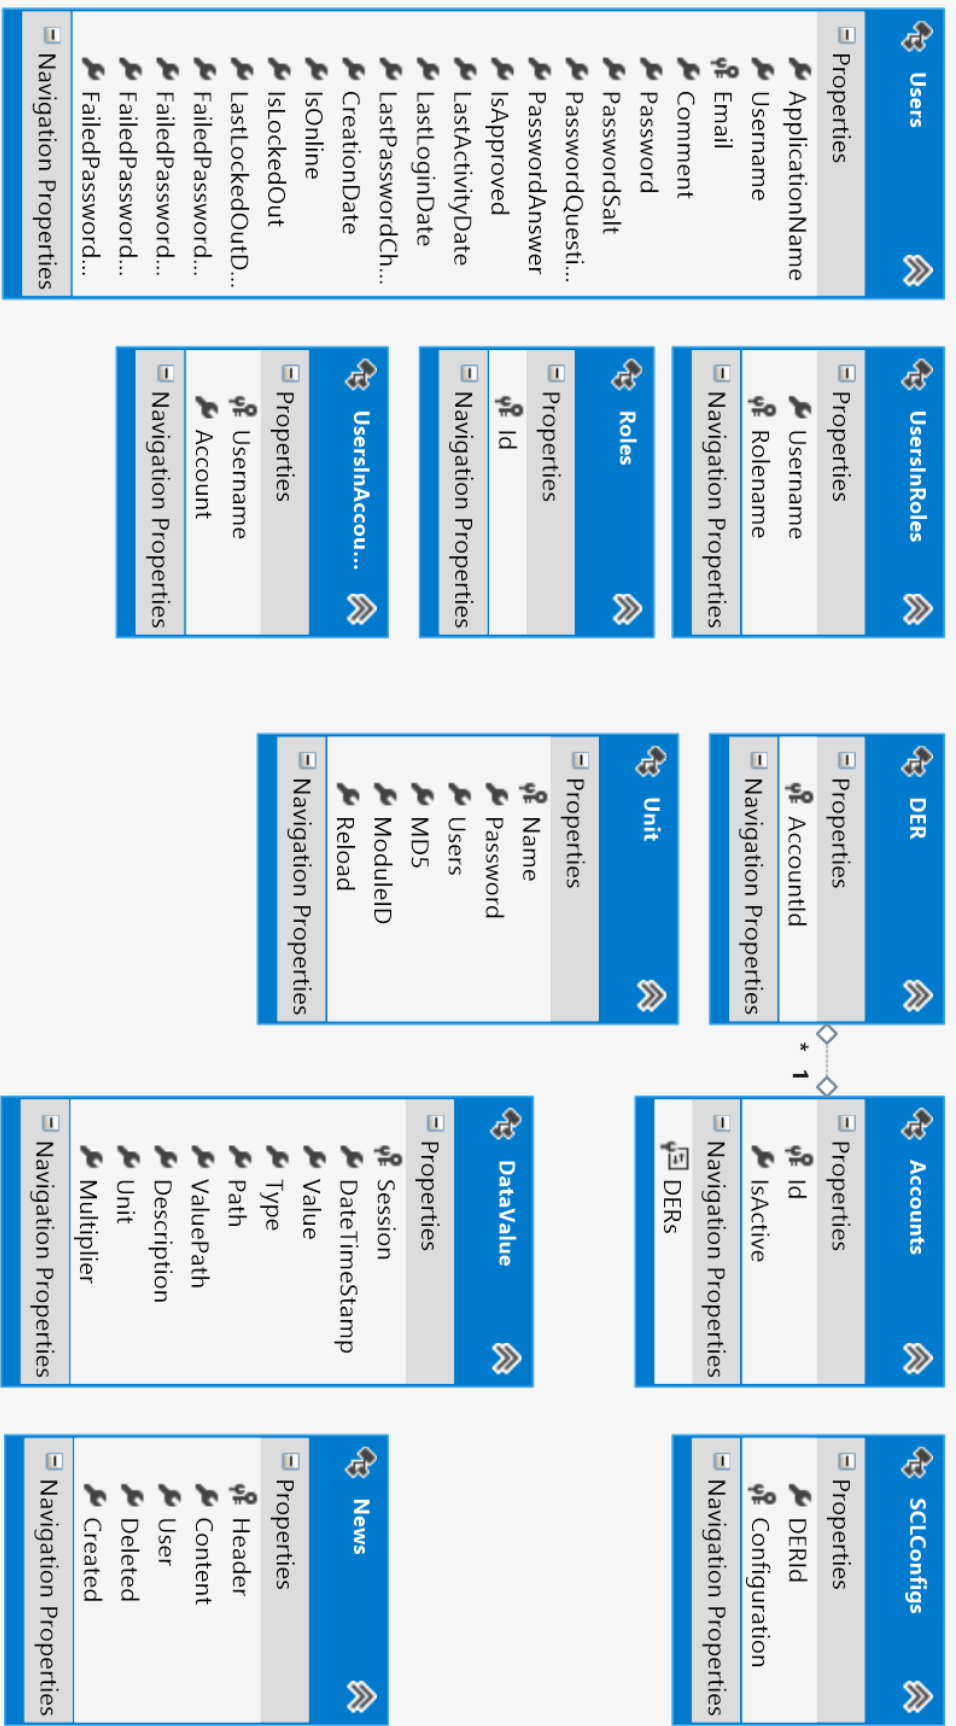 Users
Properties
ApplicationName
Username
Email
Comment
Password
PasswordSalt
PasswordQuesti...
PasswordAnswer
IsApproved
LastActivityDate
LastLoginDate
LastPasswordCh...
CreationDate
IsOnline
IsLockedOut
LastLockedOutD...
FailedPassword...
FailedPassword...
FailedPassword...
FailedPassword...
Navigation Properties
UsersInRoles
Properties
Username
Rolename
Navigation Properties
Roles
Properties
Id
Navigation Properties
UsersInAccou...
Properties
Username
Account
Navigation Properties
DER
Properties
AccountId
Navigation Properties
* 1
Unit
Properties
Name
Password
Users
MD5
ModuleID
Reload
Navigation Properties
Accounts
Properties
Id
IsActive
Navigation Properties
DERs
DataValue
Properties
Session
DateTimeStamp
Value
Type
Path
ValuePath
Description
Unit
Multiplier
Navigation Properties
SCLConfigs
Properties
DERId
Configuration
Navigation Properties
News
Properties
Header
Content
User
Deleted
Created
Navigation Properties